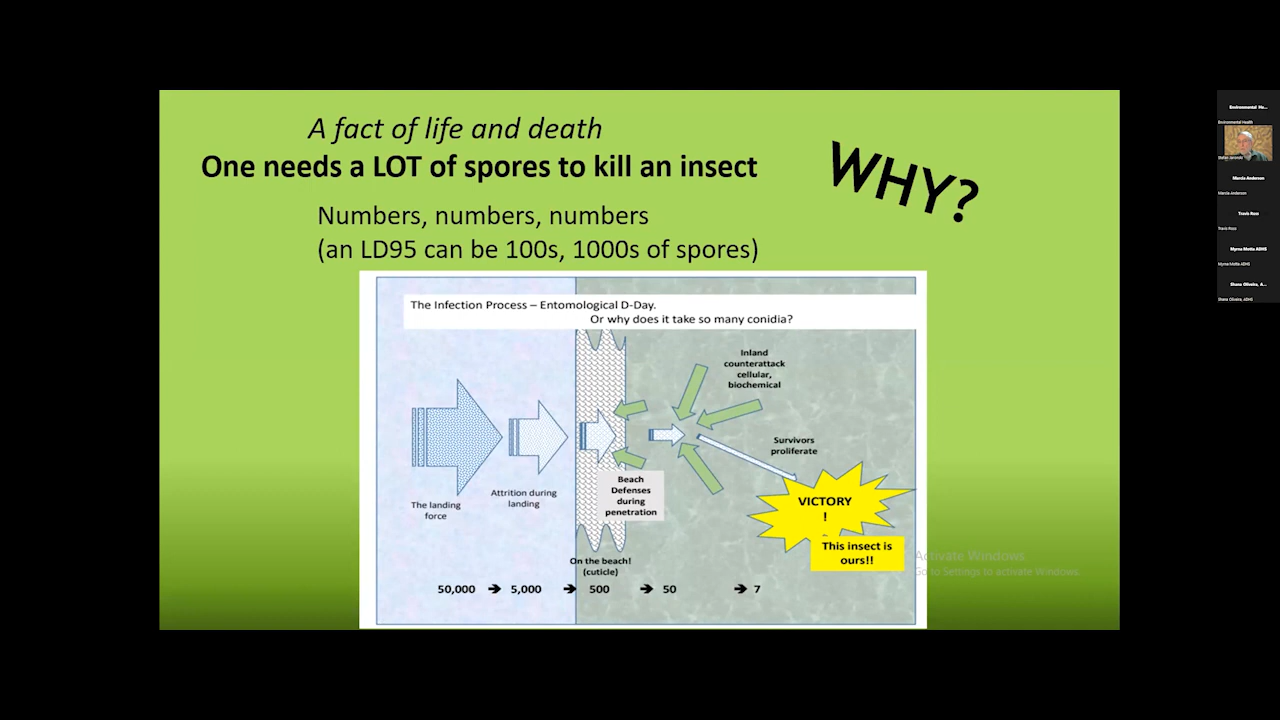 A fact of life and death
One needs a LOT of spores to kill an insect
WHY?
Numbers, numbers, numbers
(an LD95 can be 100s, 1000s of spores)
The Infection Process – Entomological D-Day.
Or why does it take so many conidia?
Inland
counterattack
cellular,
biochemical
Survivors
proliferate
The landing
force
Attrition during
landing
Beach
Defenses
during
penetration
VICTORY
!
This insect is
ours!!
On the beach!
(cuticle)
50,000 ➔ 5,000 ➔ 500 ➔ 50 ➔ 7
Activate Windows
Go to Settings to activate Windows.
Environmental He...
Environmental Health
Marcia Anderson
Marcia Anderson
Travis Ross
Travis Ross
Myrna Motta ADHS
Myrna Motta ADHS
Shana Oliveira, A...
Shana Oliveira, ADHS